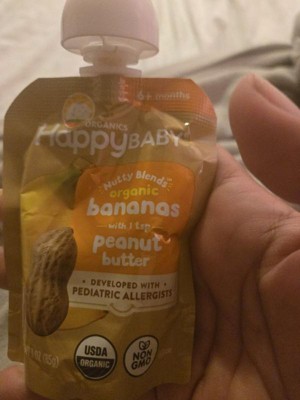 6+ months
ORGANICS
HappyBABY
Nutty Blends
organic
bananas
with 1 tsp
peanut
butter
• DEVELOPED WITH •
PEDIATRIC ALLERGISTS
USDA
ORGANIC
NON
GMO